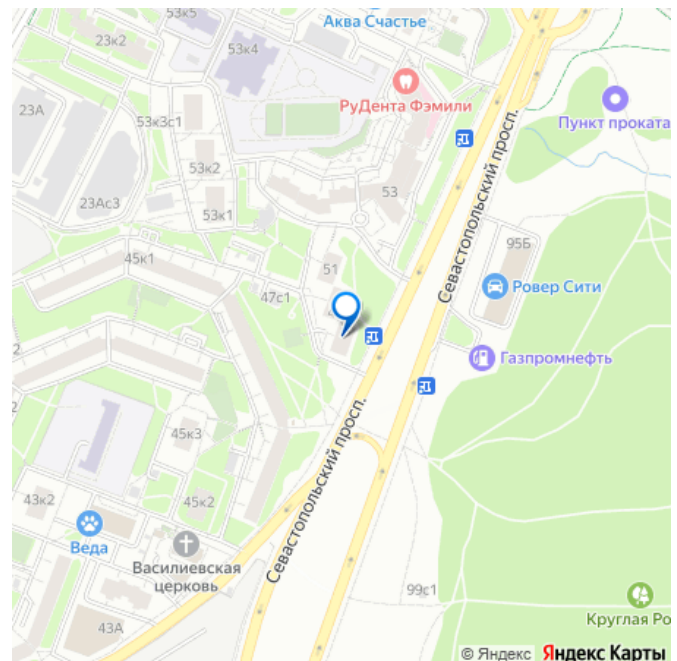 53к5
Аква Счастье
23к2
53к4
РуДента Фэмили
23А
Пункт проката
53к3с1
53к2
53
23Ас3
53к1
Севастопольский просп.
95Б
45к1
51
47с1
Ровер Сити
Газпромнефть
2
45к3
Севастопольский просп.
43к2
45к2
Веда
Василиевская
церковь
99с1
43А
Круглая Ро
© Яндекс Яндекс Карты